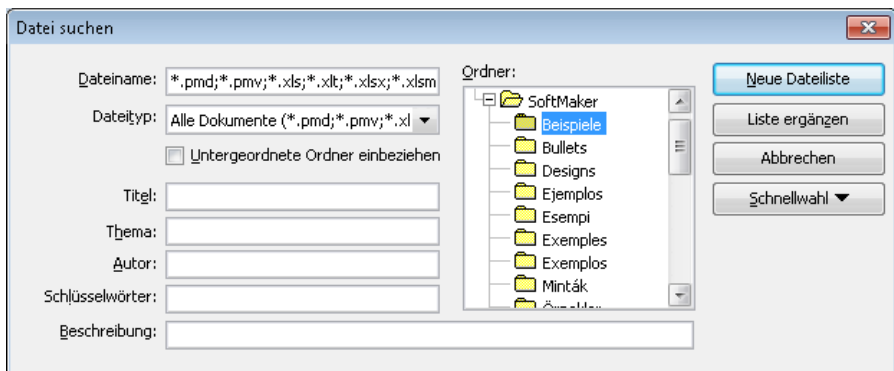 Datei suchen
Dateiname:
*.pmd;*.pmv;*.xls;*.xlt;*.xlsx;*.xlsm
Dateityp:
Alle Dokumente (*.pmd;*.pmv;*.xl
Untergeordnete Ordner einbeziehen
Titel:
Thema:
Autor:
Schlüsselwörter:
Beschreibung:
Ordner:
SoftMaker
Beispiele
Bullets
Designs
Ejemplos
Esempi
Exemples
Exemplos
Minták
Neue Dateiliste
Liste ergänzen
Abbrechen
Schnellwahl